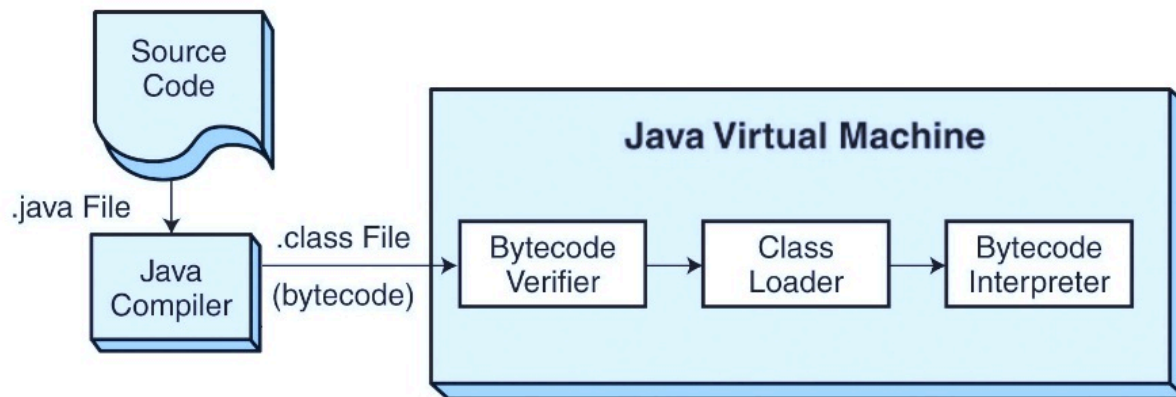 Source
Code
.java File
Java
Compiler
.class File
(bytecode)
Java Virtual Machine
Bytecode
Verifier
Class
Loader
Bytecode
Interpreter